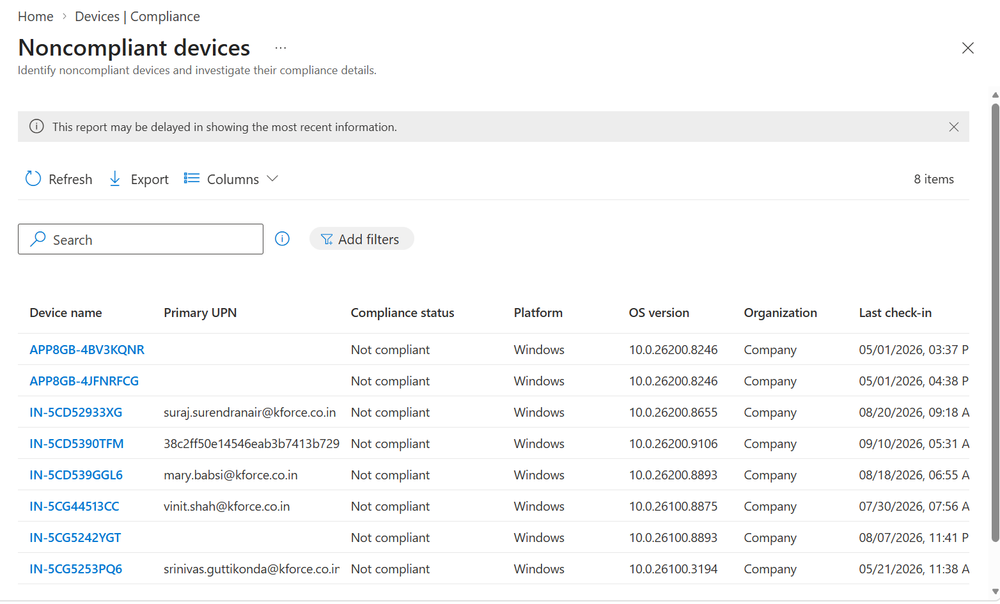 Home > Devices | Compliance
Noncompliant devices ...
Identify noncompliant devices and investigate their compliance details.
This report may be delayed in showing the most recent information.
Refresh Export Columns 8 items
Search Add filters
Device name Primary UPN Compliance status Platform OS version Organization Last check-in
APP8GB-4BV3KQNR Not compliant Windows 10.0.26200.8246 Company 05/01/2026, 03:37 P
APP8GB-4JFNRFCG Not compliant Windows 10.0.26200.8246 Company 05/01/2026, 04:38 P
IN-5CD52933XG suraj.surendranair@kforce.co.in Not compliant Windows 10.0.26200.8655 Company 08/20/2026, 09:18 A
IN-5CD5390TFM 38c2ff50e14546eab3b7413b729 Not compliant Windows 10.0.26200.9106 Company 09/10/2026, 05:31 A
IN-5CD539GGL6 mary.babsi@kforce.co.in Not compliant Windows 10.0.26200.8893 Company 08/18/2026, 06:55 A
IN-5CG44513CC vinit.shah@kforce.co.in Not compliant Windows 10.0.26100.8875 Company 07/30/2026, 07:56 A
IN-5CG5242YGT Not compliant Windows 10.0.26100.8893 Company 08/07/2026, 11:41 P
IN-5CG5253PQ6 srinivas.guttikonda@kforce.co.in Not compliant Windows 10.0.26100.3194 Company 05/21/2026, 11:38 A